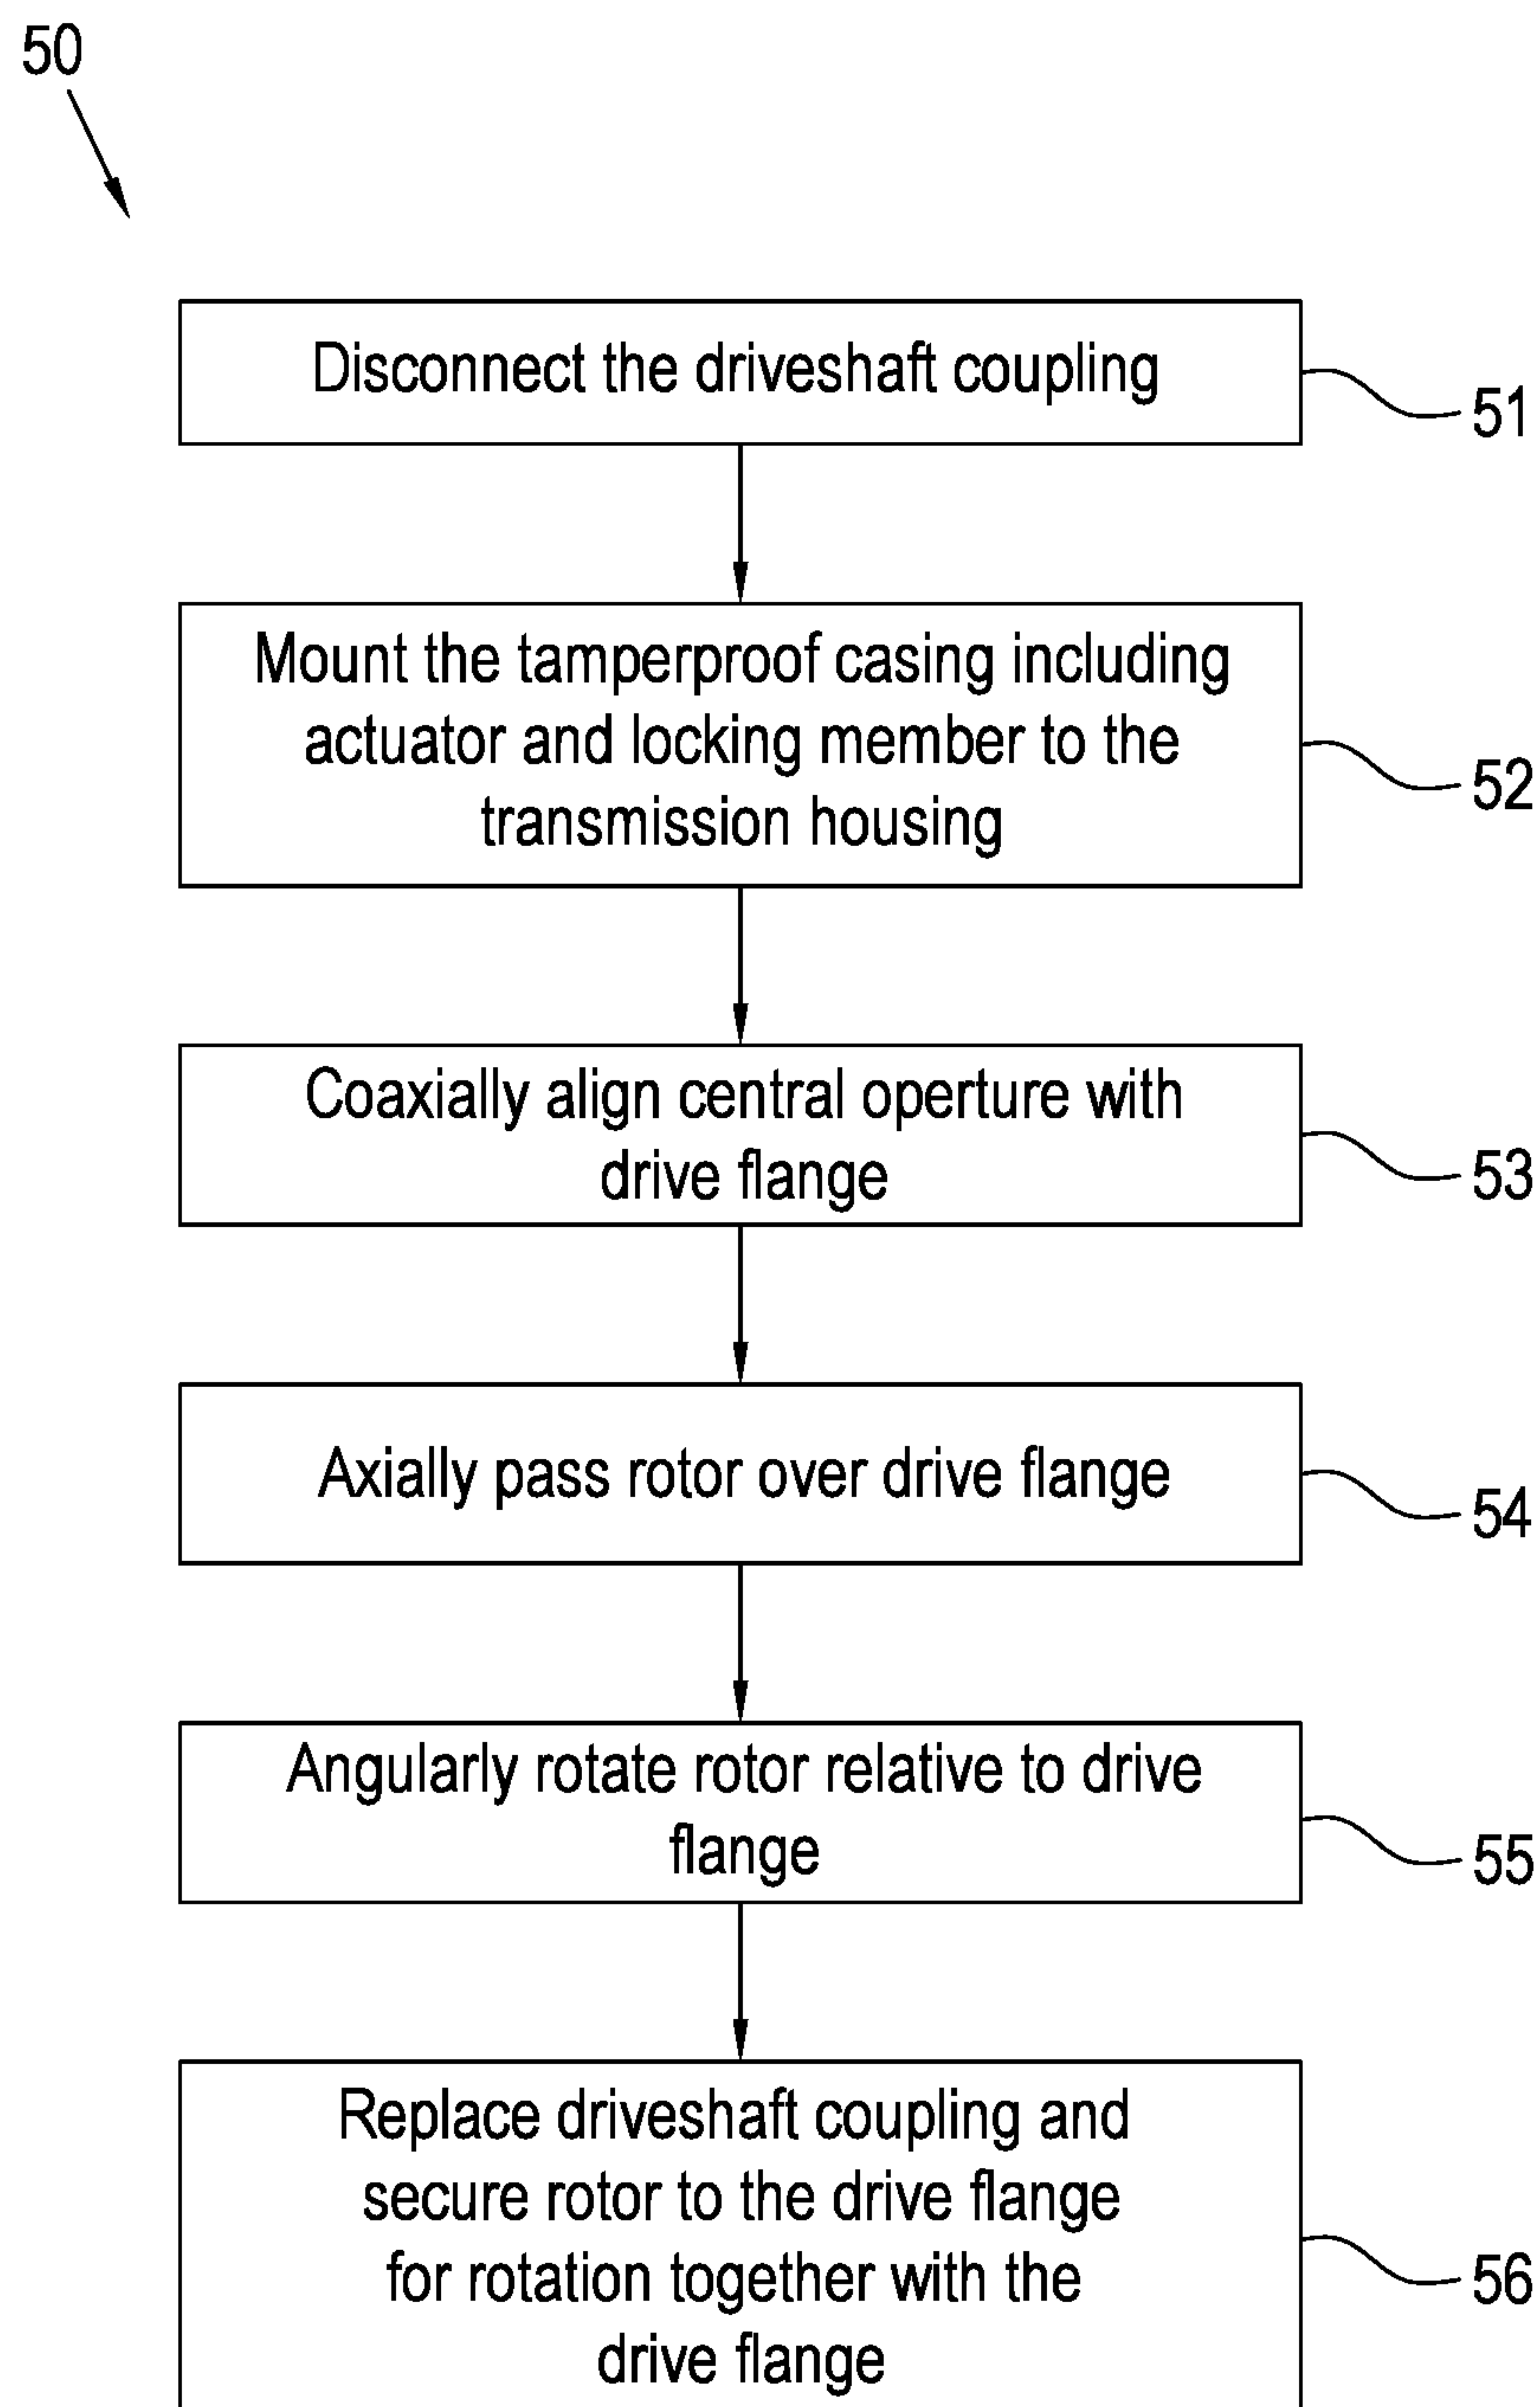 50
Disconnect the driveshaft coupling
51
Mount the tamperproof casing including
actuator and locking member to the
transmission housing
52
Coaxially align central operture with
drive flange
53
Axially pass rotor over drive flange
54
Angularly rotate rotor relative to drive
flange
55
Replace driveshaft coupling and
secure rotor to the drive flange
for rotation together with the
drive flange
56